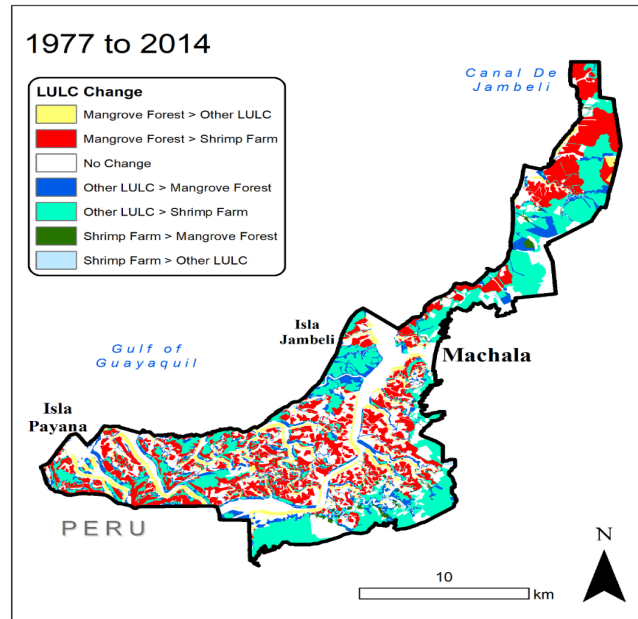 1977 to 2014
Canal De
Jambeli
LULC Change
Mangrove Forest > Other LULC
Mangrove Forest > Shrimp Farm
No Change
Other LULC > Mangrove Forest
Other LULC > Shrimp Farm
Shrimp Farm > Mangrove Forest
Shrimp Farm > Other LULC
Isla
Jambeli
Machala
Gulf of
Guayaquil
Isla
Payana
PERU
N
10
km